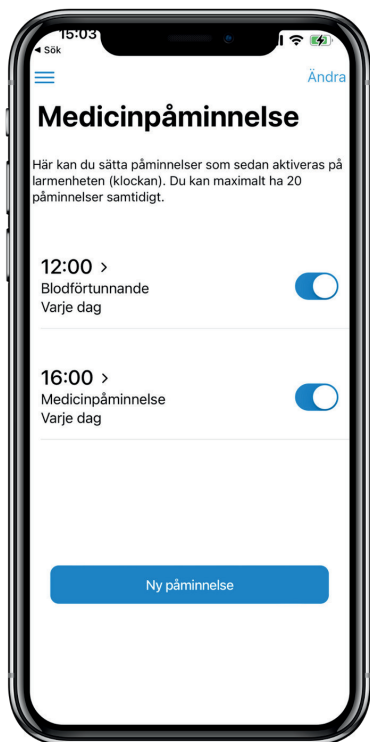 15:03
◀ Sök
Ändra
Medicinpåminnelse
Här kan du sätta påminnelser som sedan aktiveras på
larmenheten (klockan). Du kan maximalt ha 20
påminnelser samtidigt.
12:00 >
Blodförtunnande
Varje dag
16:00 >
Medicinpåminnelse
Varje dag
Ny påminnelse